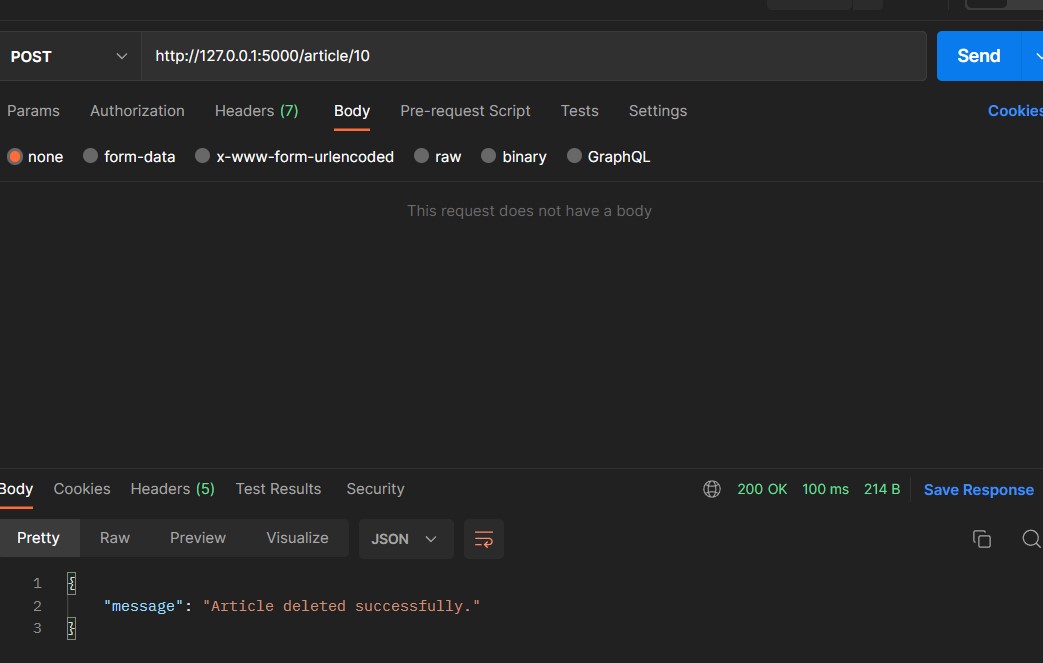 POST http://127.0.0.1:5000/article/10 Send
Params Authorization Headers (7) Body Pre-request Script Tests Settings Cookies
none form-data x-www-form-urlencoded raw binary GraphQL
This request does not have a body
Body Cookies Headers (5) Test Results Security 200 OK 100 ms 214 B Save Response
Pretty Raw Preview Visualize JSON
1 {
2 "message": "Article deleted successfully."
3 }